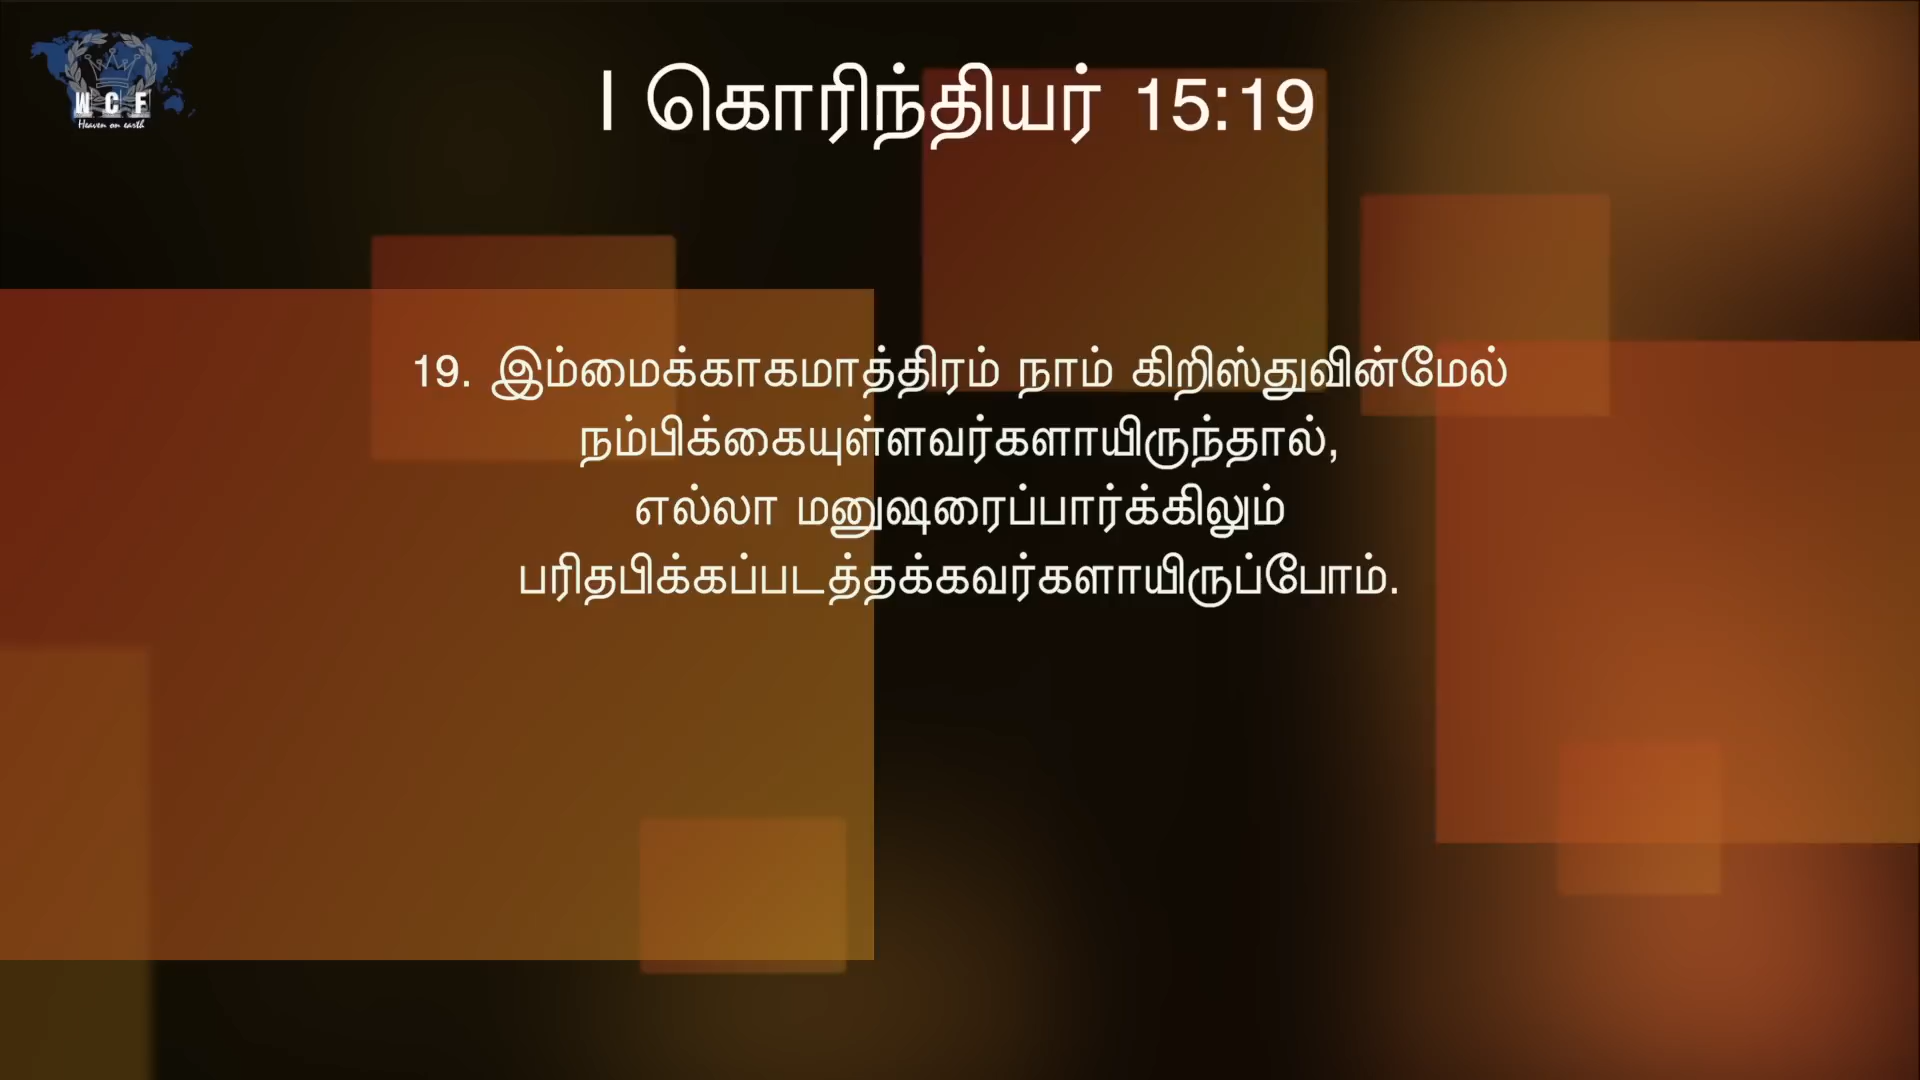 WCF
Heaven on earth
I கொரிந்தியர் 15:19
19. இம்மைக்காகமாத்திரம் நாம் கிறிஸ்துவின்மேல்
நம்பிக்கையுள்ளவர்களாயிருந்தால்,
எல்லா மனுஷரைப்பார்க்கிலும்
பரிதபிக்கப்படத்தக்கவர்களாயிருப்போம்.